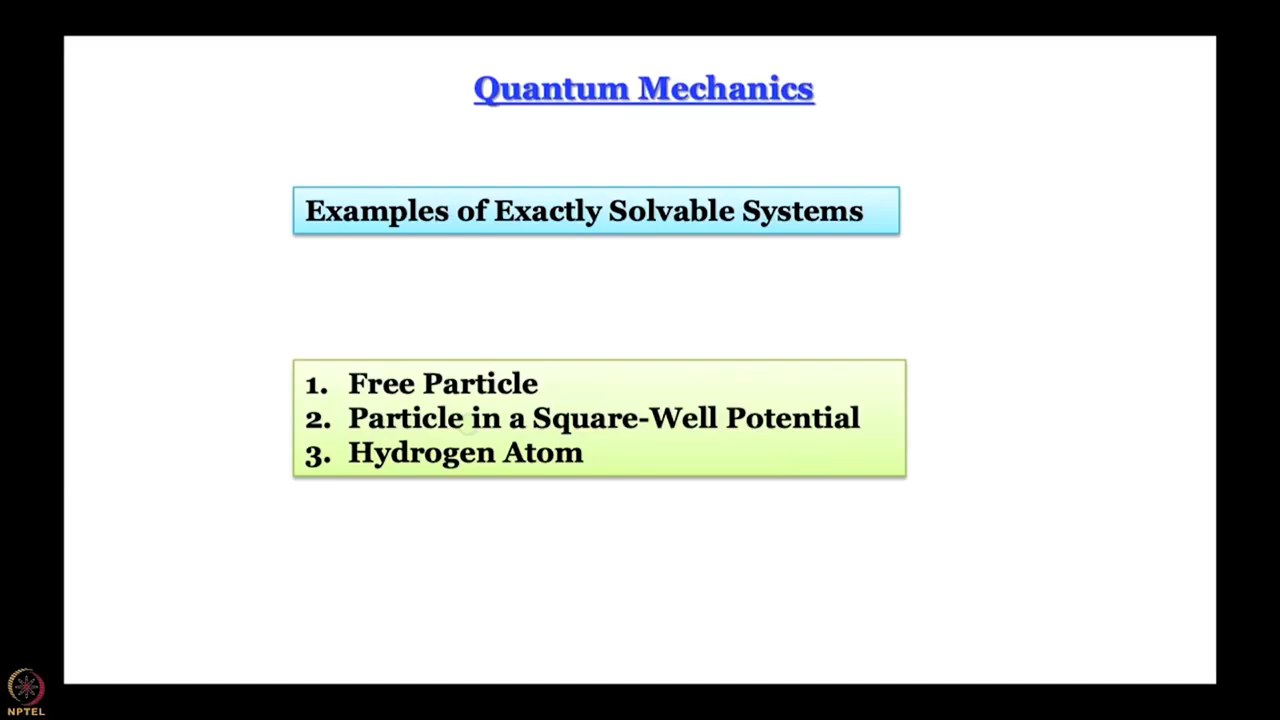 Quantum Mechanics
Examples of Exactly Solvable Systems
1. Free Particle
2. Particle in a Square-Well Potential
3. Hydrogen Atom
NPTEL